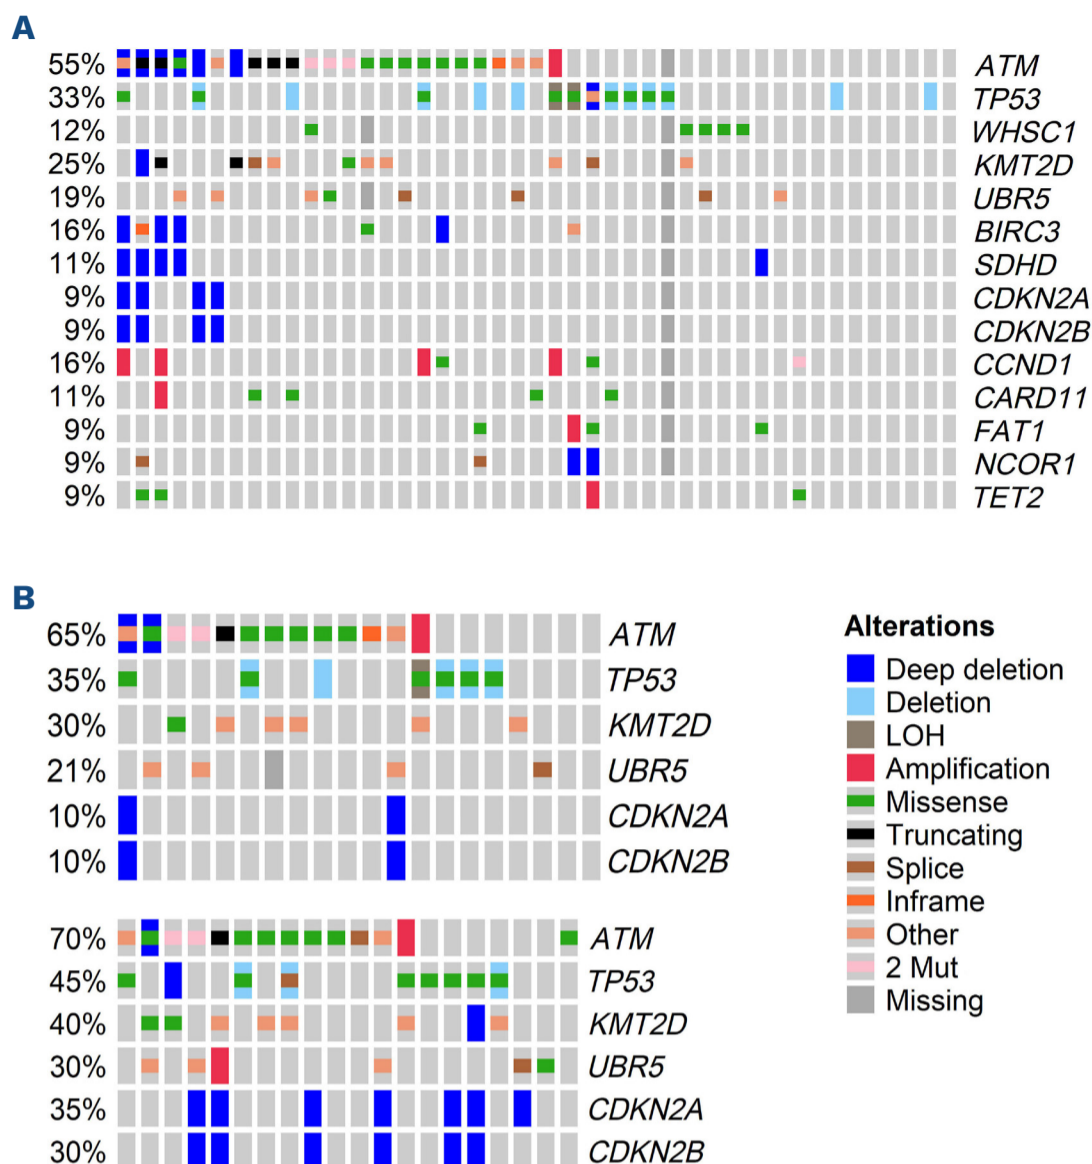 A
55% ATM
33% TP53
12% WHSC1
25% KMT2D
19% UBR5
16% BIRC3
11% SDHD
9% CDKN2A
9% CDKN2B
16% CCND1
11% CARD11
9% FAT1
9% NCOR1
9% TET2
B
65% ATM
35% TP53
30% KMT2D
21% UBR5
10% CDKN2A
10% CDKN2B
70% ATM
45% TP53
40% KMT2D
30% UBR5
35% CDKN2A
30% CDKN2B
Alterations
Deep deletion
Deletion
LOH
Amplification
Missense
Truncating
Splice
Inframe
Other
2 Mut
Missing